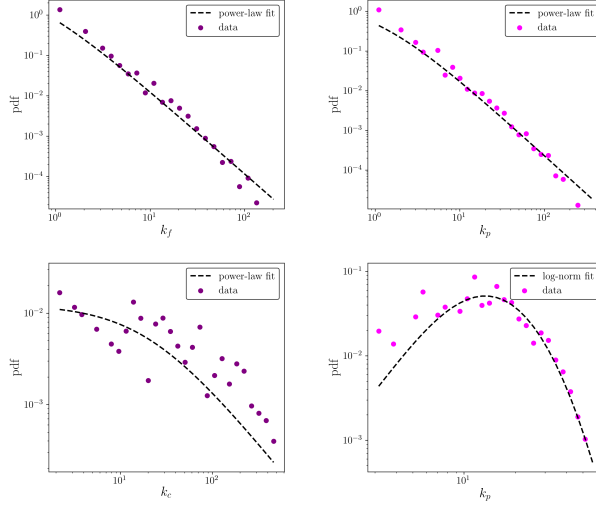 power-law fit
data
pdf
10^0
10^-1
10^-2
10^-3
10^-4
10^0
10^1
10^2
k_f
power-law fit
data
pdf
10^0
10^-1
10^-2
10^-3
10^-4
10^0
10^1
10^2
k_p
power-law fit
data
pdf
10^-2
10^-3
10^1
10^2
k_c
log-norm fit
data
pdf
10^-1
10^-2
10^-3
10^1
k_p